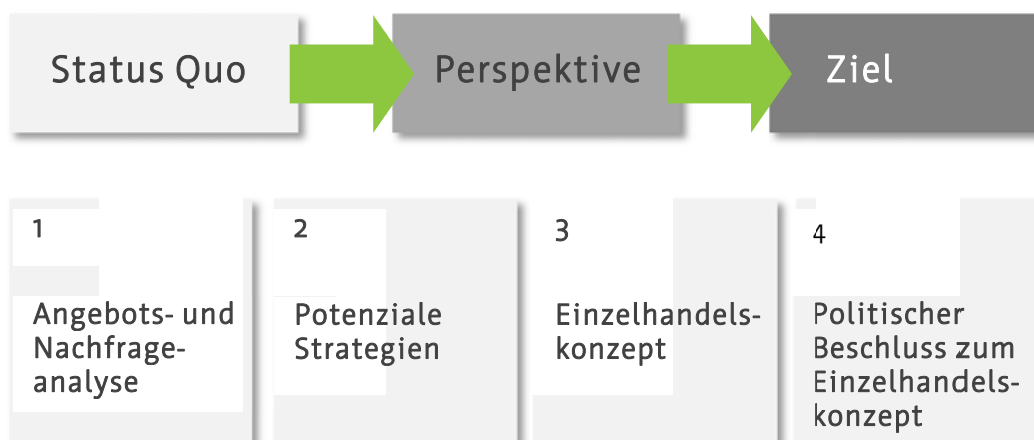 Status Quo
Perspektive
Ziel
1
Angebots- und
Nachfrage-
analyse
2
Potenziale
Strategien
3
Einzelhandels-
konzept
4
Politischer
Beschluss zum
Einzelhandels-
konzept